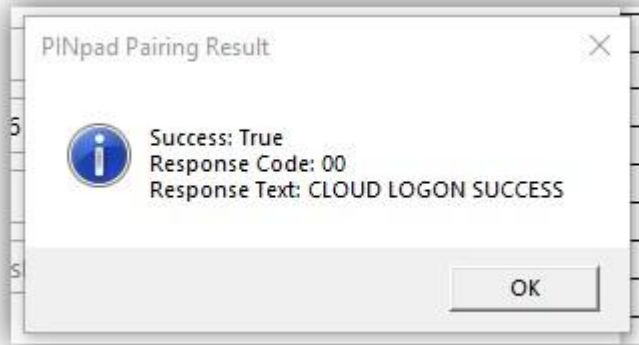 PINpad Pairing Result
Success: True
Response Code: 00
Response Text: CLOUD LOGON SUCCESS
OK